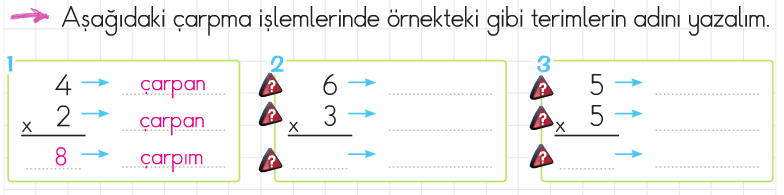 Aşağıdaki çarpma işlemlerinde örnekteki gibi terimlerin adını yazalım.
1
4 çarpan
x 2 çarpan
8 çarpım
2
? 6
? x 3
?
3
? 5
? x 5
?